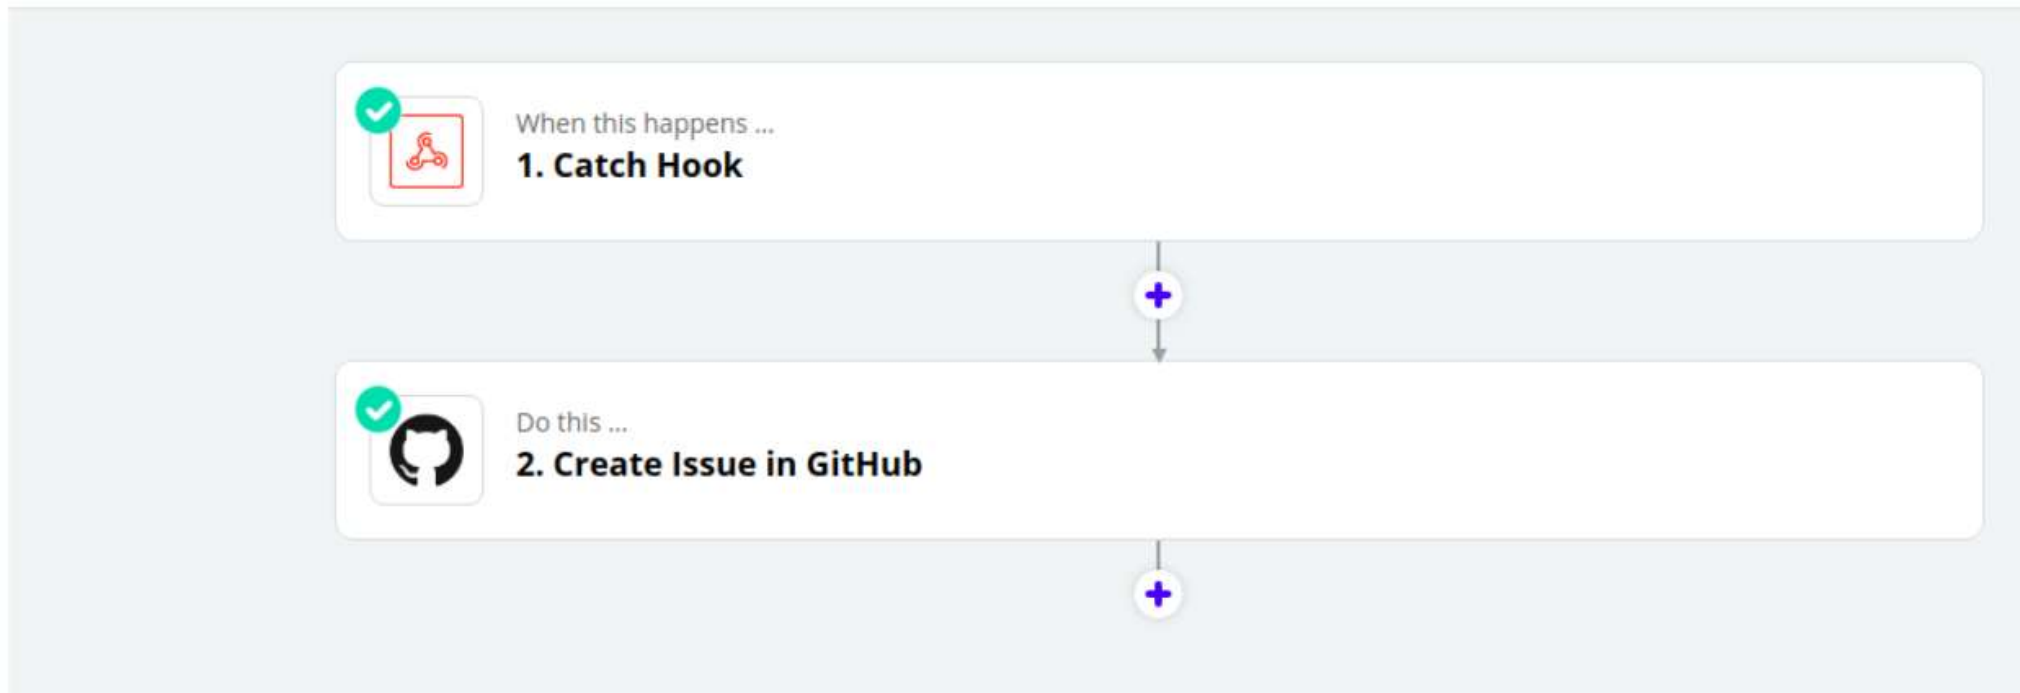 When this happens ...
1. Catch Hook
Do this ...
2. Create Issue in GitHub